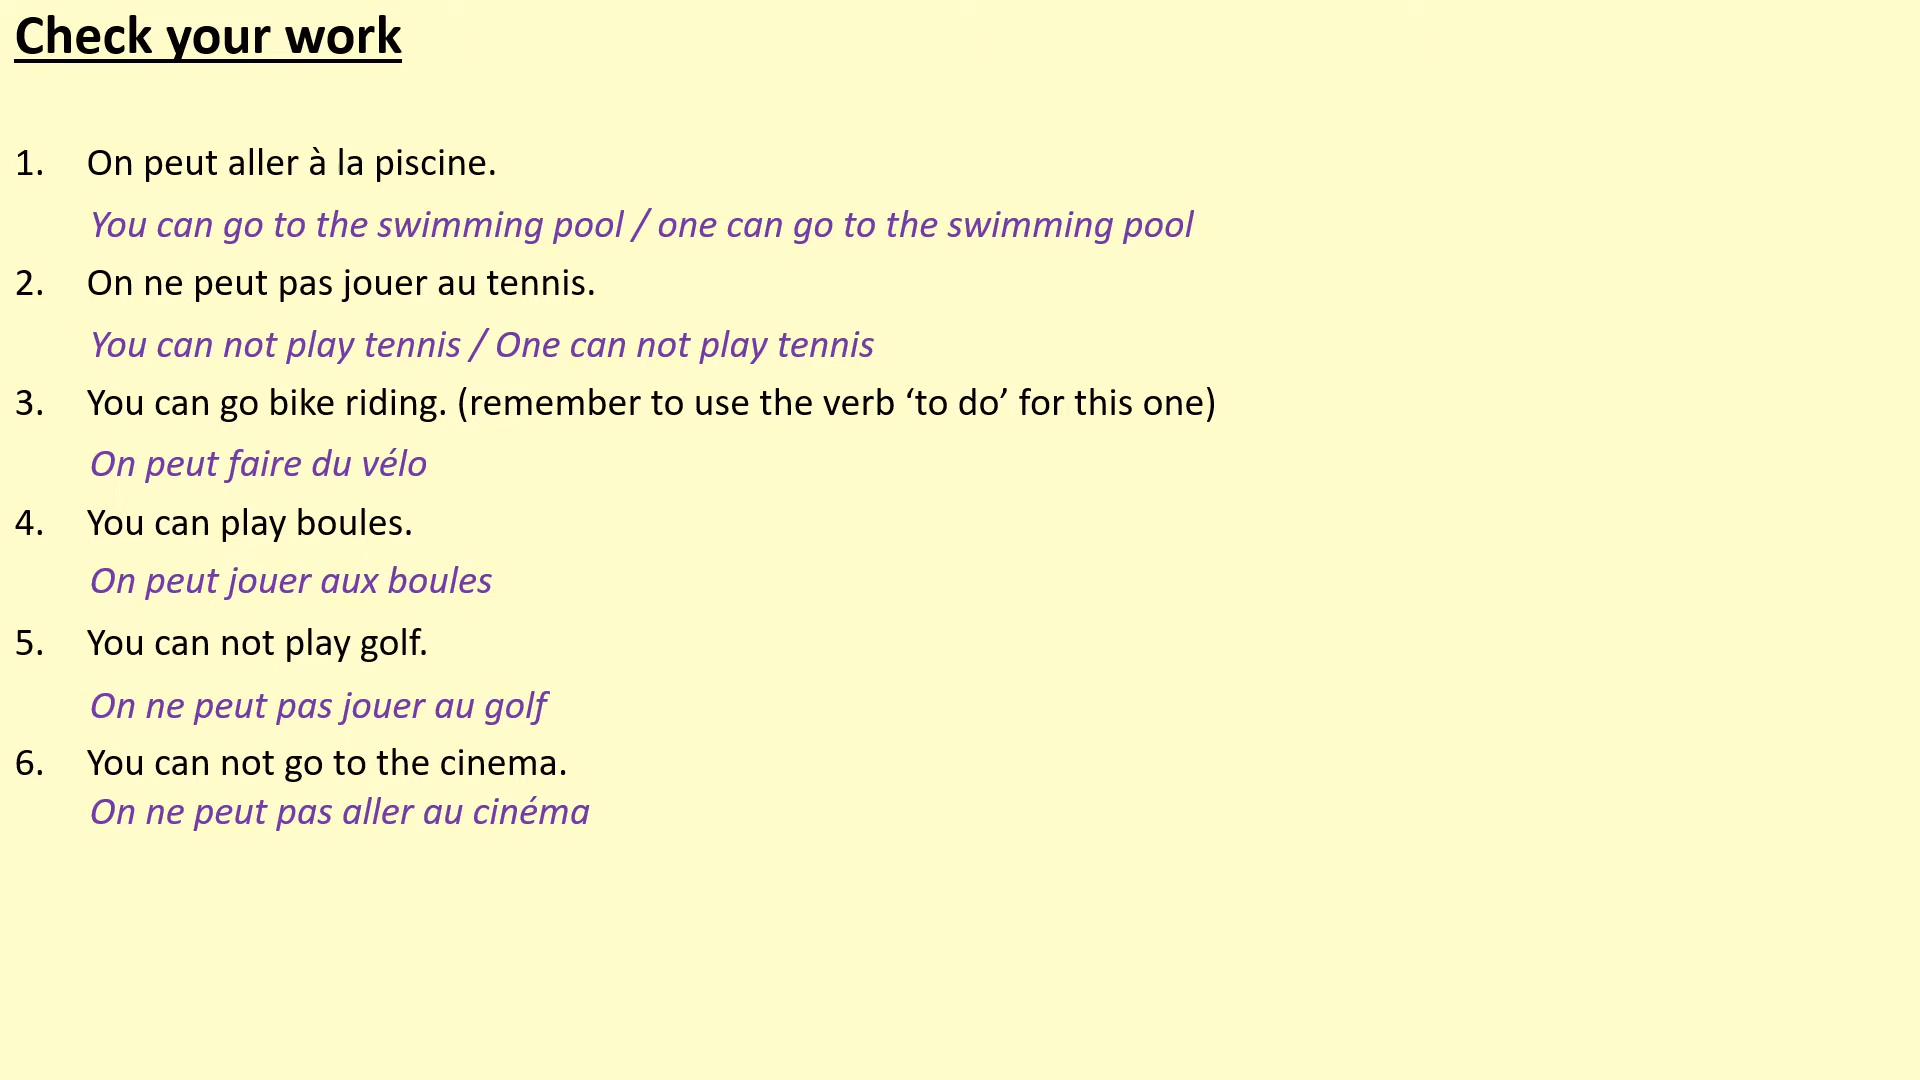 Check your work
1. On peut aller à la piscine.
You can go to the swimming pool / one can go to the swimming pool
2. On ne peut pas jouer au tennis.
You can not play tennis / One can not play tennis
3. You can go bike riding. (remember to use the verb ‘to do’ for this one)
On peut faire du vélo
4. You can play boules.
On peut jouer aux boules
5. You can not play golf.
On ne peut pas jouer au golf
6. You can not go to the cinema.
On ne peut pas aller au cinéma